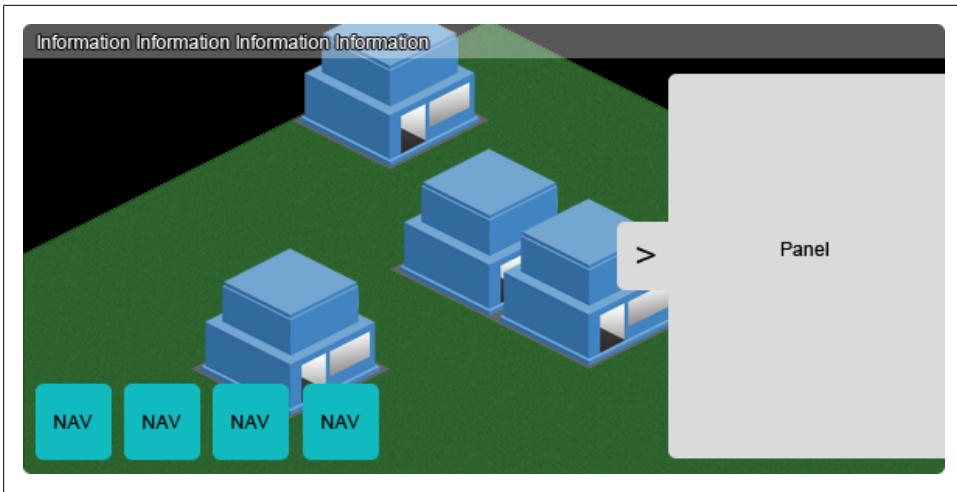 Information Information Information Information
>
Panel
NAV NAV NAV NAV